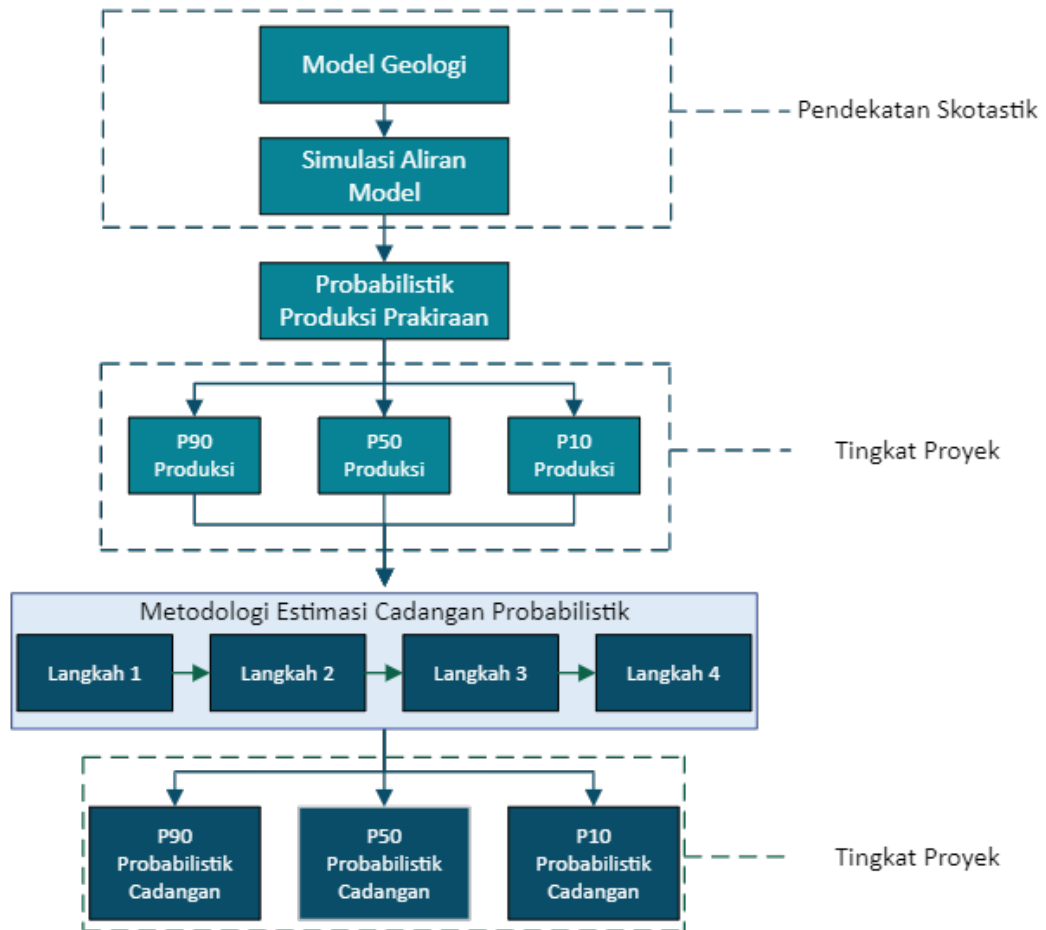 Model Geologi
Pendekatan Skotastik
Simulasi Aliran
Model
Probabilistik
Produksi Prakiraan
P90
Produksi
P50
Produksi
P10
Produksi
Tingkat Proyek
Metodologi Estimasi Cadangan Probabilistik
Langkah 1
Langkah 2
Langkah 3
Langkah 4
P90
Probabilistik
Cadangan
P50
Probabilistik
Cadangan
P10
Probabilistik
Cadangan
Tingkat Proyek